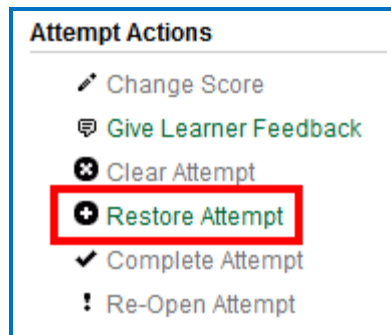 Attempt Actions
Change Score
Give Learner Feedback
Clear Attempt
Restore Attempt
Complete Attempt
Re-Open Attempt